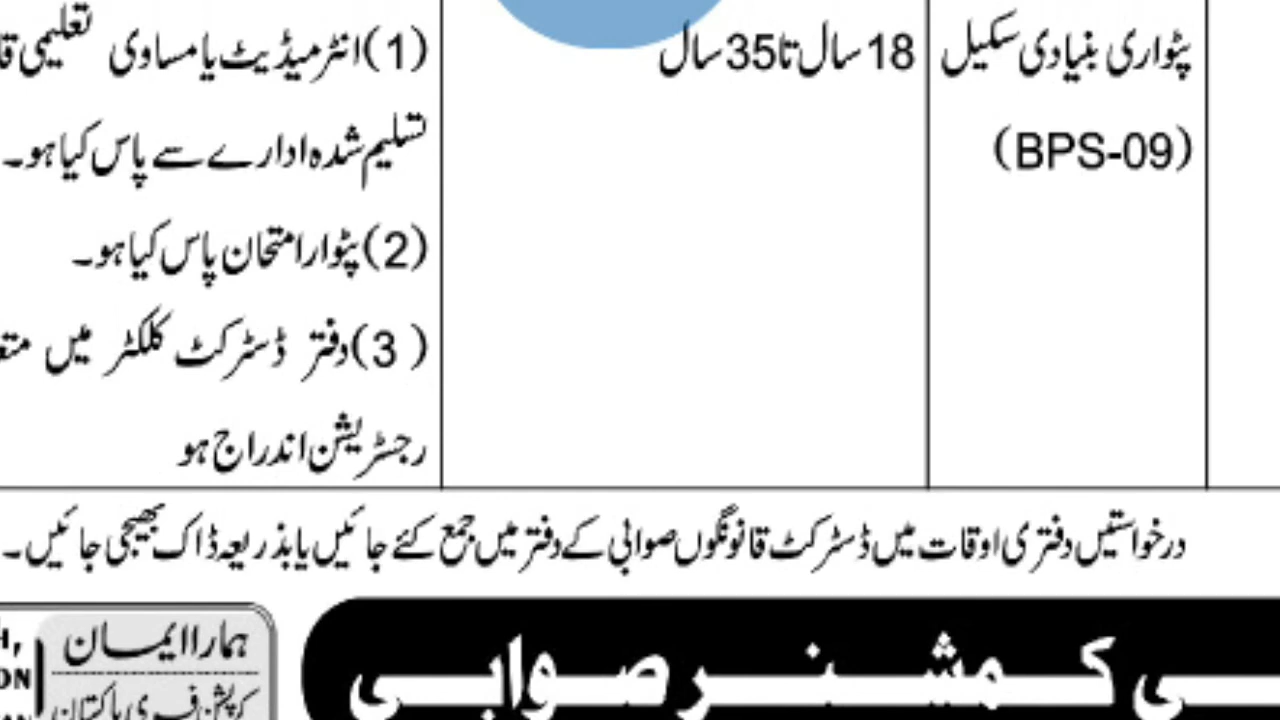 پٹواری بنیادی سکیل
(BPS-09)
18 سال تا 35 سال
(1) انٹرمیڈیٹ یا مساوی تعلیمی
تسلیم شدہ ادارے سے پاس کیا ہو۔
(2) پٹوار امتحان پاس کیا ہو۔
(3) دفتر ڈسٹرکٹ کلکٹر میں
رجسٹریشن اندراج ہو
درخواستیں دفتری اوقات میں ڈسٹرکٹ قانونگوں صوابی کے دفتر میں جمع کئے جائیں یا بذریعہ ڈاک بھیجی جائیں۔
کمشنر صوابی
ہمارا ایمان
کرپشن فری پاکستان